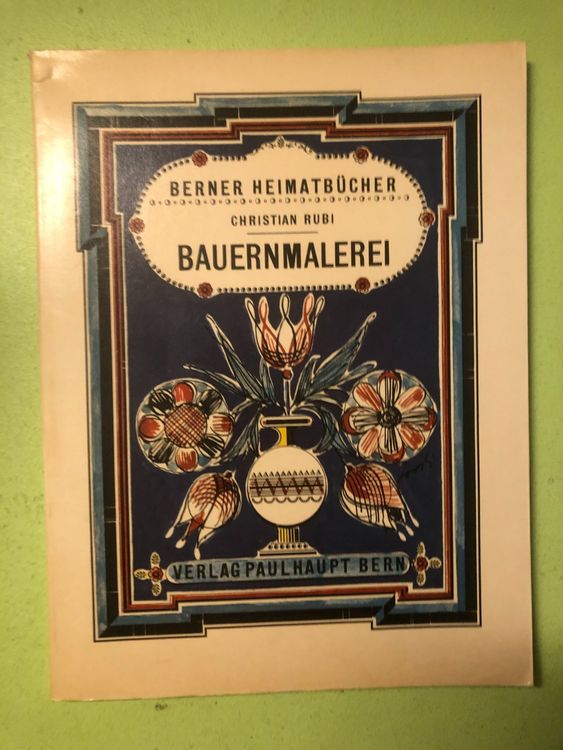 BERNER HEIMATBÜCHER
CHRISTIAN RUBI
BAUERNMALEREI
VERLAG PAUL HAUPT BERN